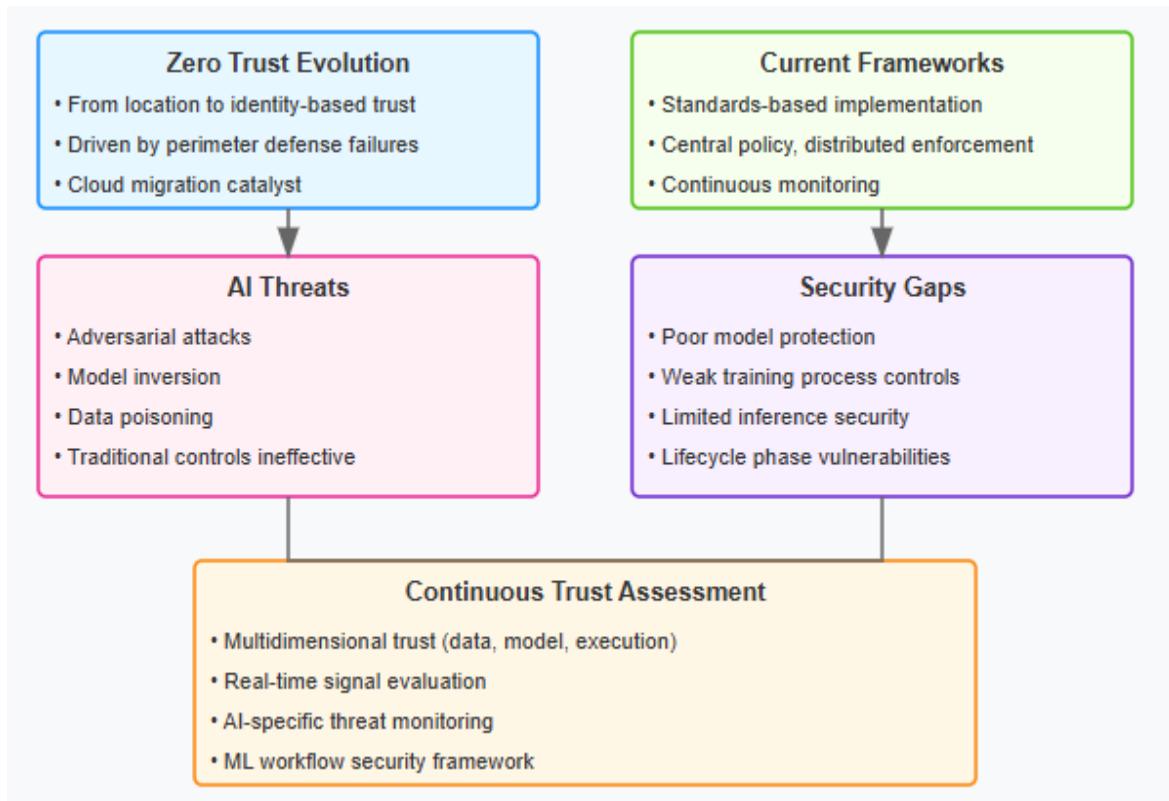 Zero Trust Evolution
• From location to identity-based trust
• Driven by perimeter defense failures
• Cloud migration catalyst
Current Frameworks
• Standards-based implementation
• Central policy, distributed enforcement
• Continuous monitoring
AI Threats
• Adversarial attacks
• Model inversion
• Data poisoning
• Traditional controls ineffective
Security Gaps
• Poor model protection
• Weak training process controls
• Limited inference security
• Lifecycle phase vulnerabilities
Continuous Trust Assessment
• Multidimensional trust (data, model, execution)
• Real-time signal evaluation
• AI-specific threat monitoring
• ML workflow security framework